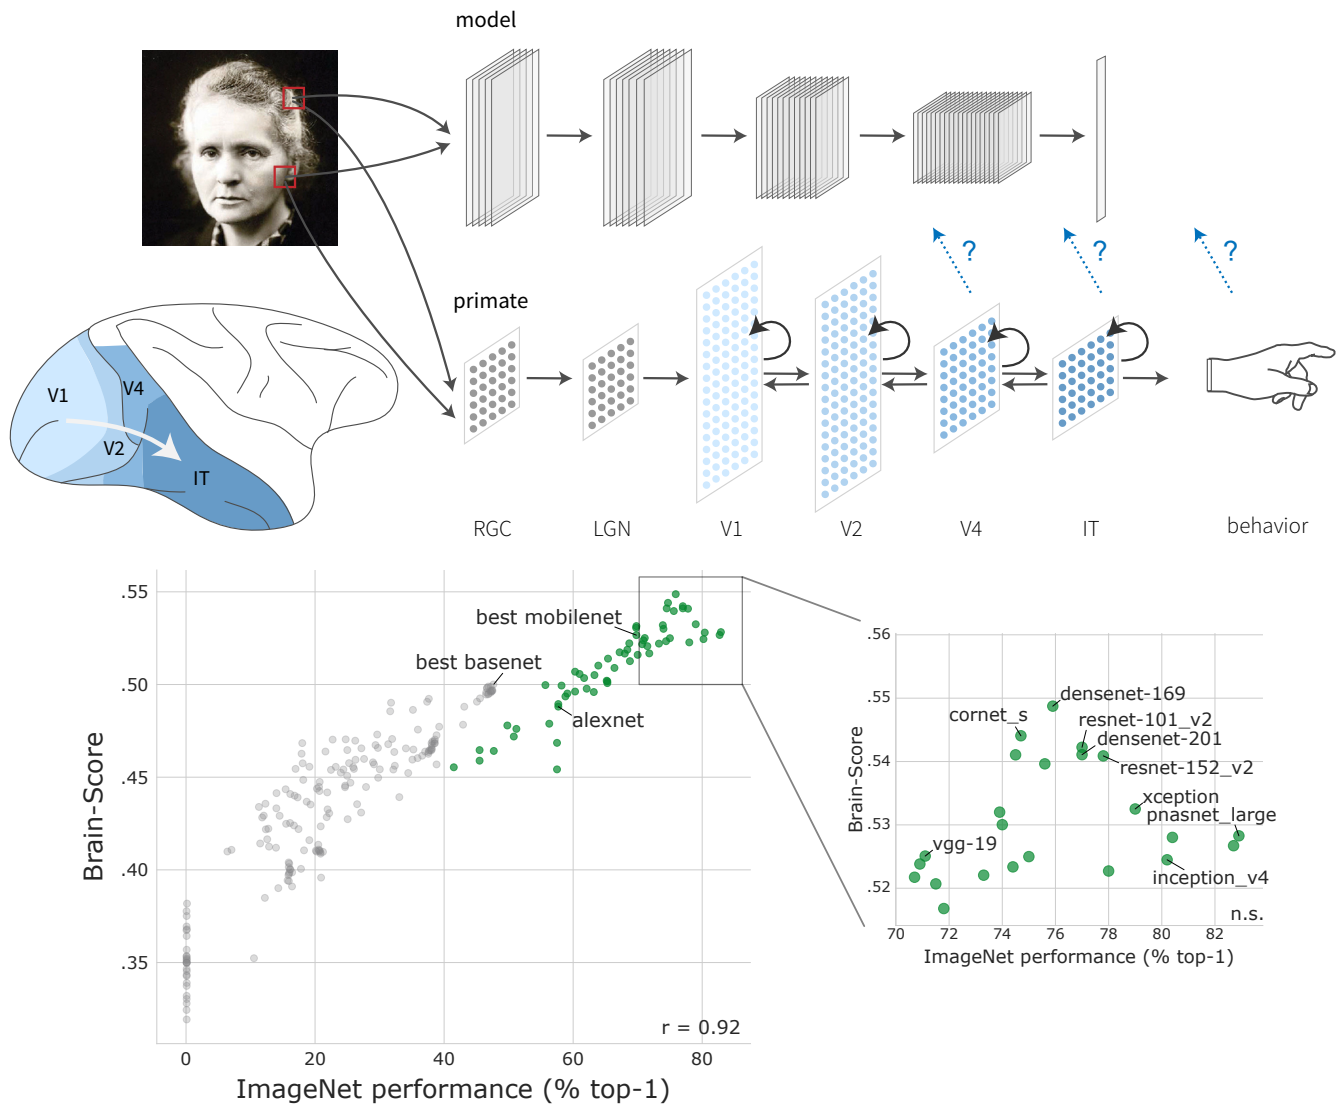 model
primate
?
?
?
V1
V4
V2
IT
RGC
LGN
V1
V2
V4
IT
behavior
Brain-Score
.55
.50
.45
.40
.35
best mobilenet
best basenet
alexnet
r = 0.92
0
20
40
60
80
ImageNet performance (% top-1)
Brain-Score
.56
.55
.54
.53
.52
densenet-169
cornet_s
resnet-101_v2
densenet-201
resnet-152_v2
xception
pnasnet_large
vgg-19
inception_v4
n.s.
70
72
74
76
78
80
82
ImageNet performance (% top-1)